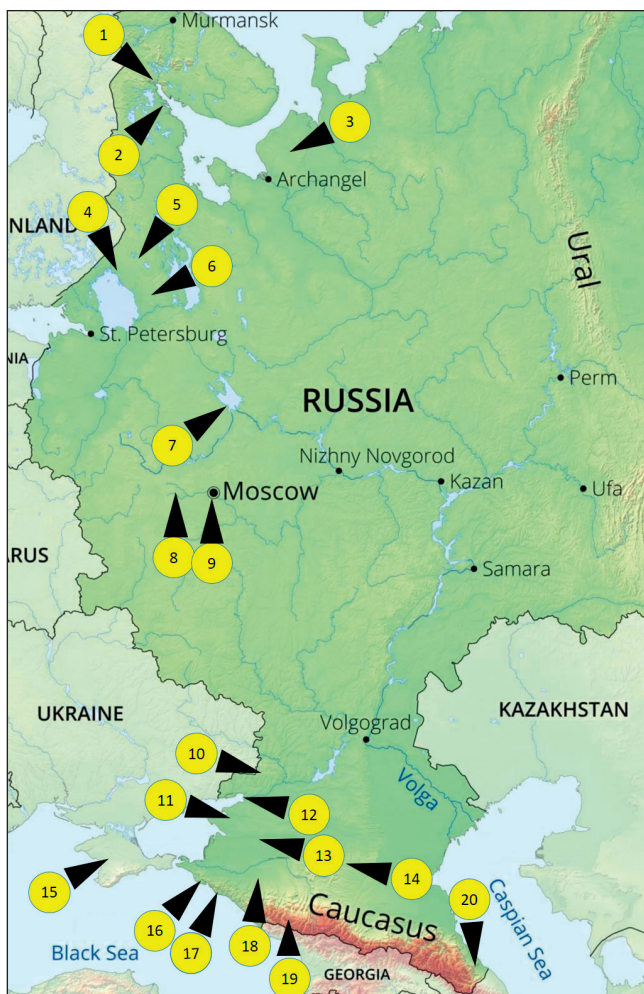 Murmansk
1
3
2
Archangel
4
5
NLAND
6
Ural
St. Petersburg
NIA
Perm
RUSSIA
7
Nizhny Novgorod
Kazan
Ufa
Moscow
8
9
ARUS
Samara
UKRAINE
KAZAKHSTAN
Volgograd
10
Volga
11
12
13
14
15
20
16
Caucasus
17
18
Caspian Sea
Black Sea
19
GEORGIA